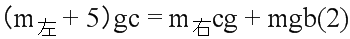 (m左 + 5)gc = m右cg + mgb(2)